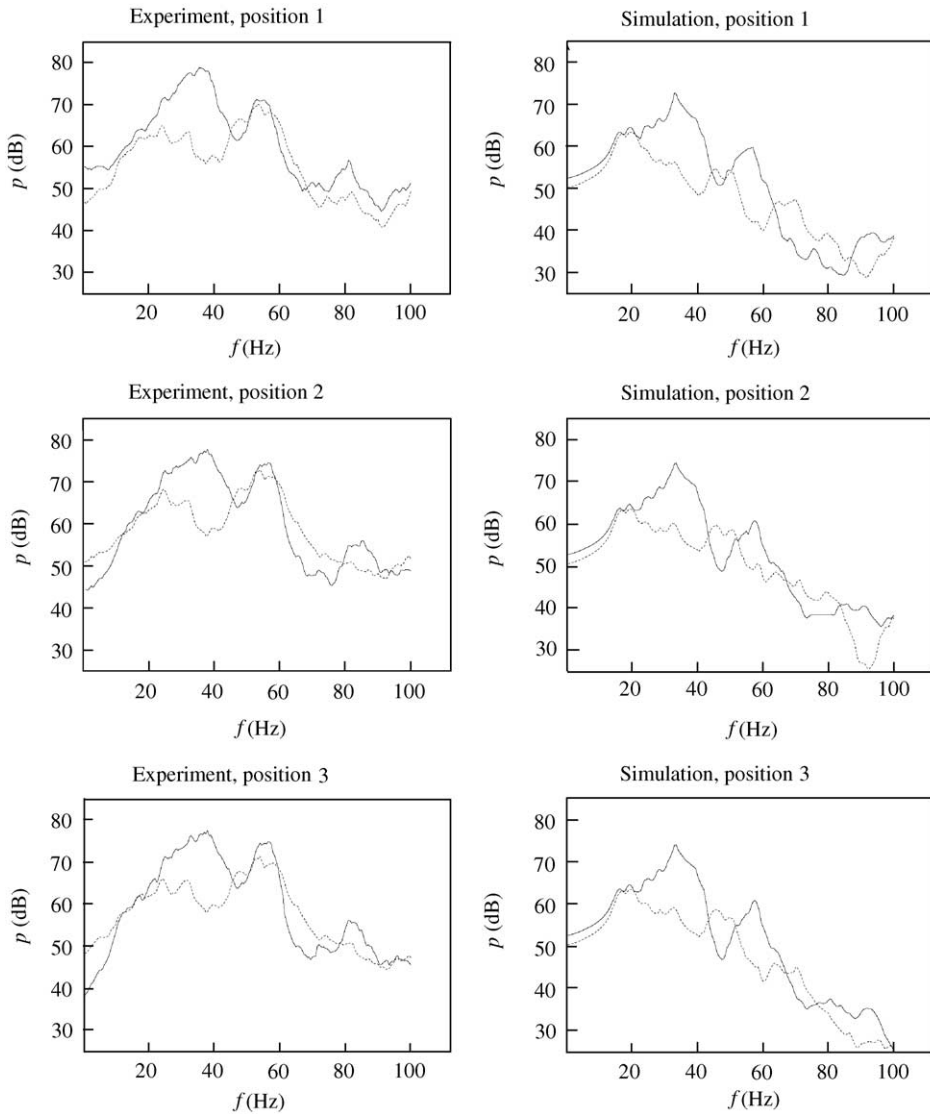 Experiment, position 1
Simulation, position 1
80
70
60
50
40
30
p (dB)
20 40 60 80 100
f (Hz)
80
70
60
50
40
30
p (dB)
20 40 60 80 100
f (Hz)
Experiment, position 2
Simulation, position 2
80
70
60
50
40
30
p (dB)
20 40 60 80 100
f (Hz)
80
70
60
50
40
30
p (dB)
20 40 60 80 100
f (Hz)
Experiment, position 3
Simulation, position 3
80
70
60
50
40
30
p (dB)
20 40 60 80 100
f (Hz)
80
70
60
50
40
30
p (dB)
20 40 60 80 100
f (Hz)